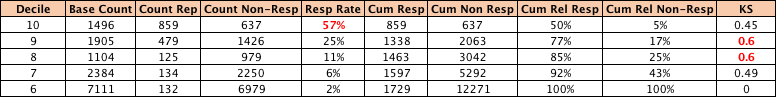 Decile Base Count Count Rep Count Non-Resp Resp Rate Cum Resp Cum Non Resp Cum Rel Resp Cum Rel Non-Resp KS
10 1496 859 637 57% 859 637 50% 5% 0.45
9 1905 479 1426 25% 1338 2063 77% 17% 0.6
8 1104 125 979 11% 1463 3042 85% 25% 0.6
7 2384 134 2250 6% 1597 5292 92% 43% 0.49
6 7111 132 6979 2% 1729 12271 100% 100% 0